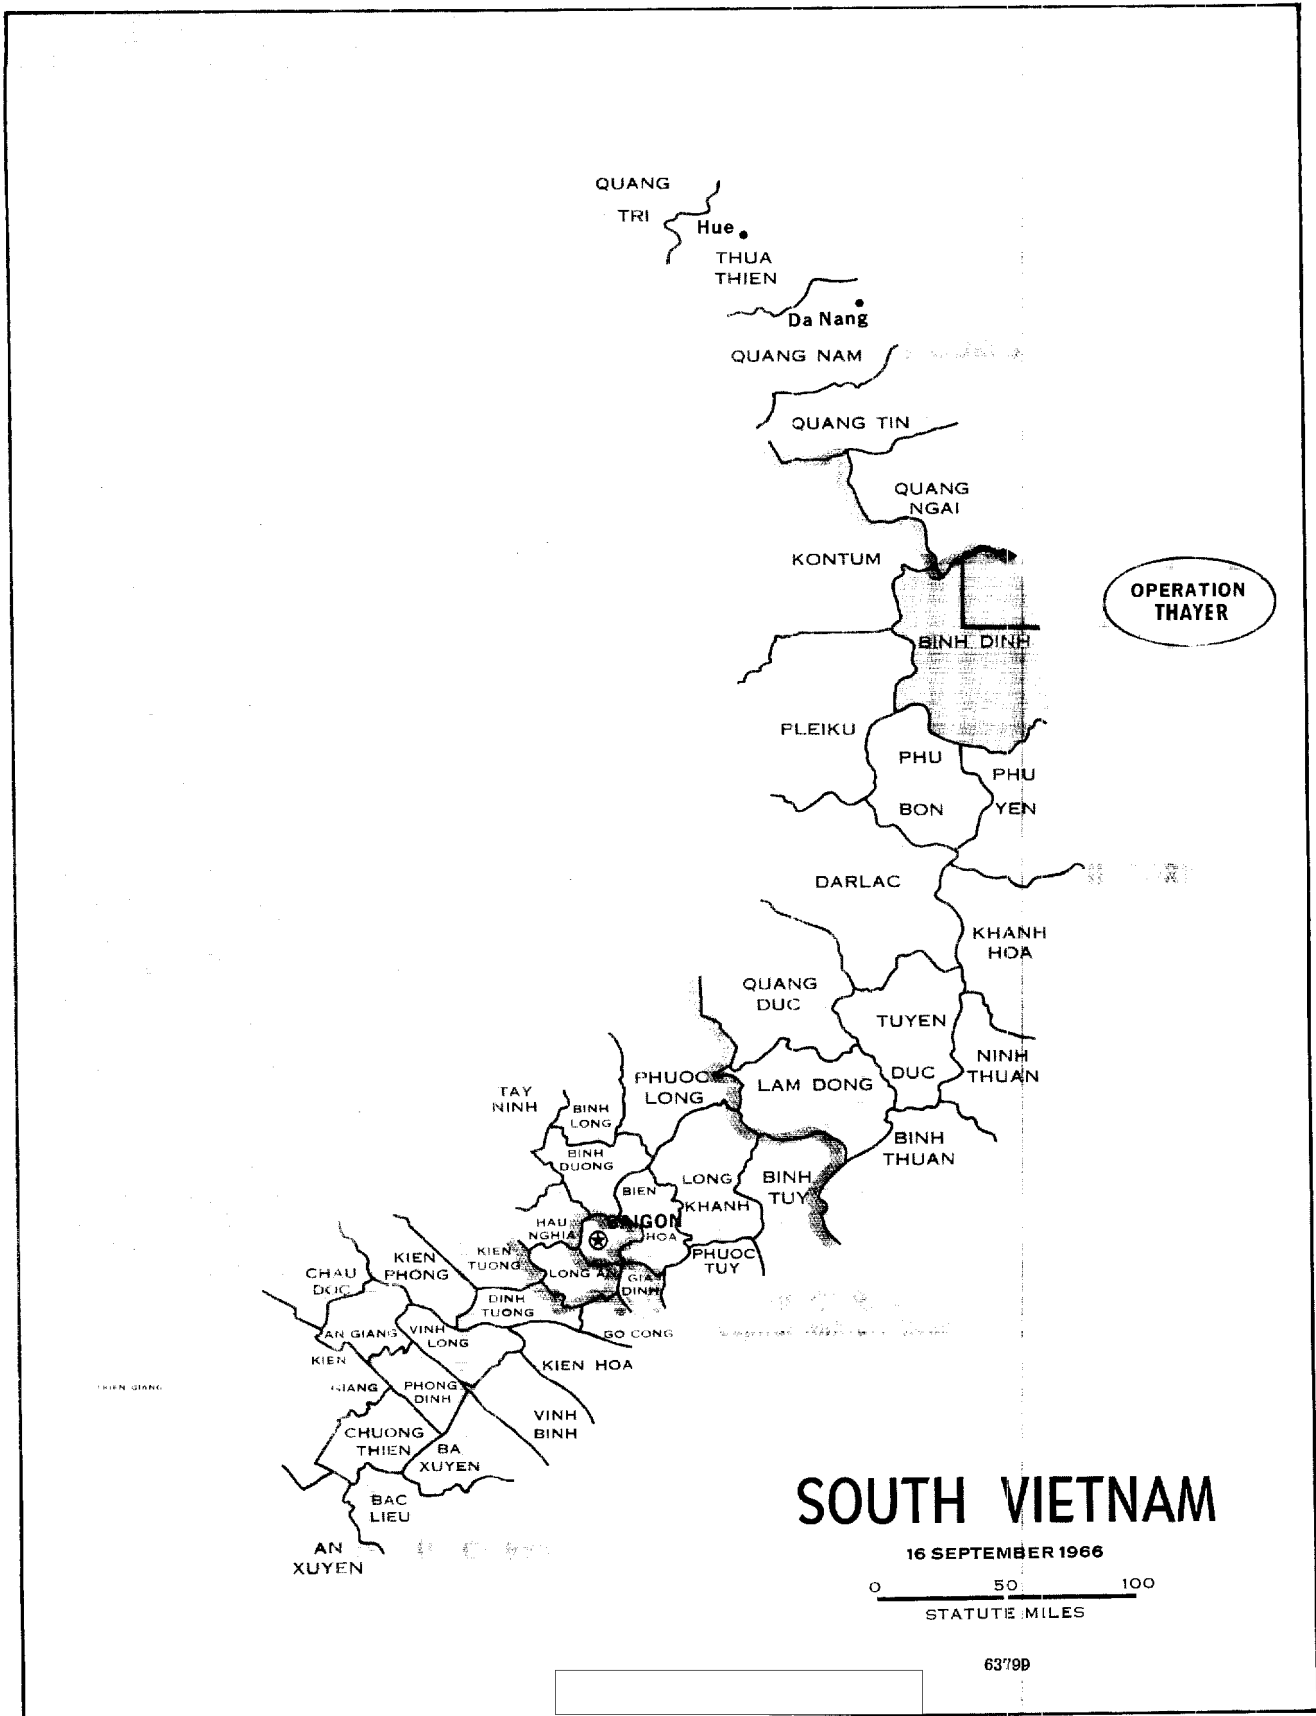 QUANG
TRI
Hue
THUA
THIEN
Da Nang
QUANG NAM
QUANG TIN
QUANG
NGAI
KONTUM
OPERATION
THAYER
BINH DINH
PLEIKU
PHU
BON
PHU
YEN
DARLAC
KHANH
HOA
QUANG
DUC
TUYEN
DUC
NINH
THUAN
PHUOC
LONG
LAM DONG
TAY
NINH
BINH
LONG
BINH
THUAN
BINH
DUONG
LONG
KHANH
BINH
TUY
BIEN
HOA
SAIGON
HAU
NGHIA
PHUOC
TUY
KIEN
TUONG
KIEN
PHONG
LONG AN
GIA
DINH
CHAU
DOC
DINH
TUONG
GO CONG
AN GIANG
VINH
LONG
KIEN
GIANG
KIEN HOA
KIEN GIANG
PHONG
DINH
VINH
BINH
CHUONG
THIEN
BA
XUYEN
BAC
LIEU
AN
XUYEN
SOUTH VIETNAM
16 SEPTEMBER 1966
0 50 100
STATUTE MILES